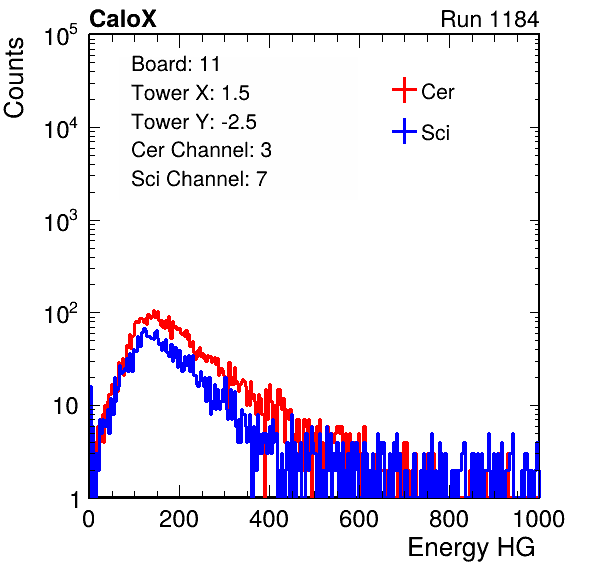 CaloX Run 1184
Counts
Board: 11
Tower X: 1.5
Tower Y: -2.5
Cer Channel: 3
Sci Channel: 7
Cer
Sci
10^5
10^4
10^3
10^2
10
1
0 200 400 600 800 1000
Energy HG